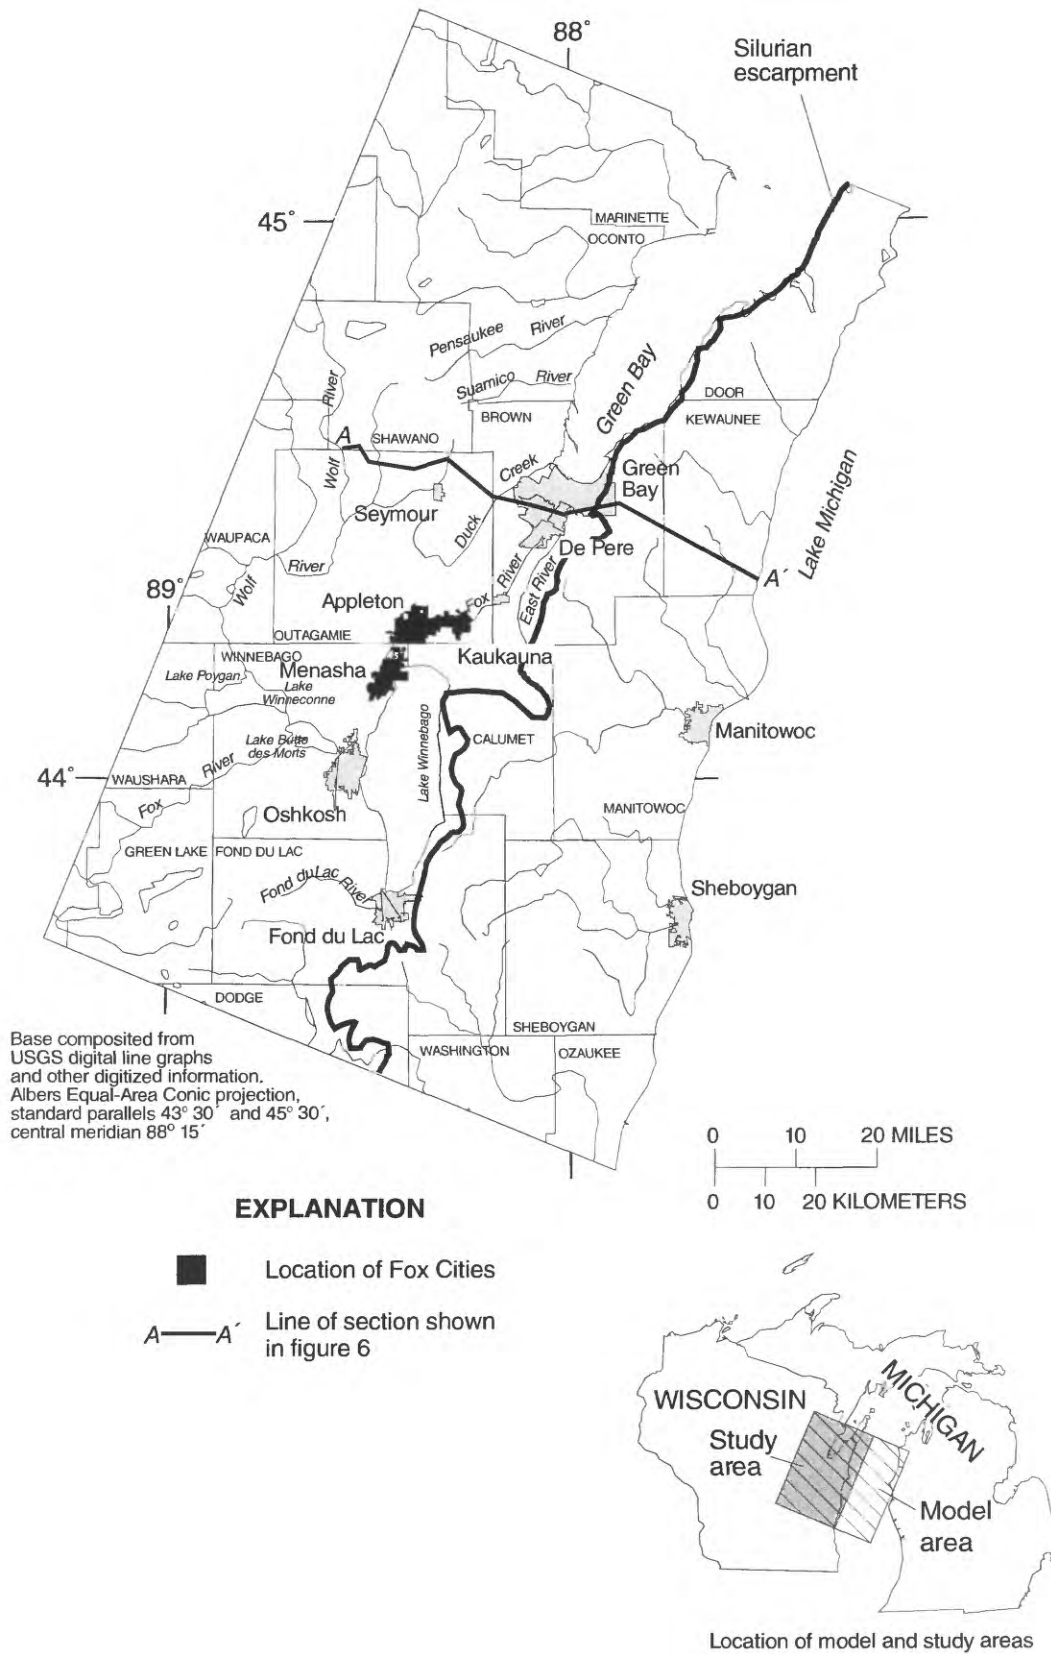 88°
Silurian
escarpment
45°
MARINETTE
OCONTO
Pensaukee River
Suamico River
River
Green Bay
DOOR
KEWAUNEE
BROWN
A
SHAWANO
Wolf
Creek
Green
Bay
Seymour
Duck
Lake Michigan
WAUPACA
River
Wolf
De Pere
A´
89°
River
East River
Appleton
Fox
OUTAGAMIE
WINNEBAGO
Kaukauna
Menasha
Lake Poygan
Lake
Winneconne
Lake Winnebago
Manitowoc
Lake Butte
des Morts
CALUMET
44°
WAUSHARA
River
Fox
Oshkosh
MANITOWOC
GREEN LAKE
FOND DU LAC
Fond du Lac River
Sheboygan
Fond du Lac
DODGE
SHEBOYGAN
WASHINGTON
OZAUKEE
Base composited from
USGS digital line graphs
and other digitized information.
Albers Equal-Area Conic projection,
standard parallels 43° 30´ and 45° 30´,
central meridian 88° 15´
0 10 20 MILES
0 10 20 KILOMETERS
EXPLANATION
Location of Fox Cities
A A´ Line of section shown
in figure 6
WISCONSIN
MICHIGAN
Study
area
Model
area
Location of model and study areas